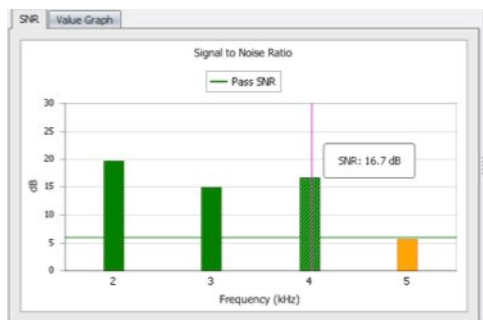 SNR Value Graph
Signal to Noise Ratio
Pass SNR
30
25
20
15
10
5
0
dB
SNR: 16.7 dB
2 3 4 5
Frequency (kHz)